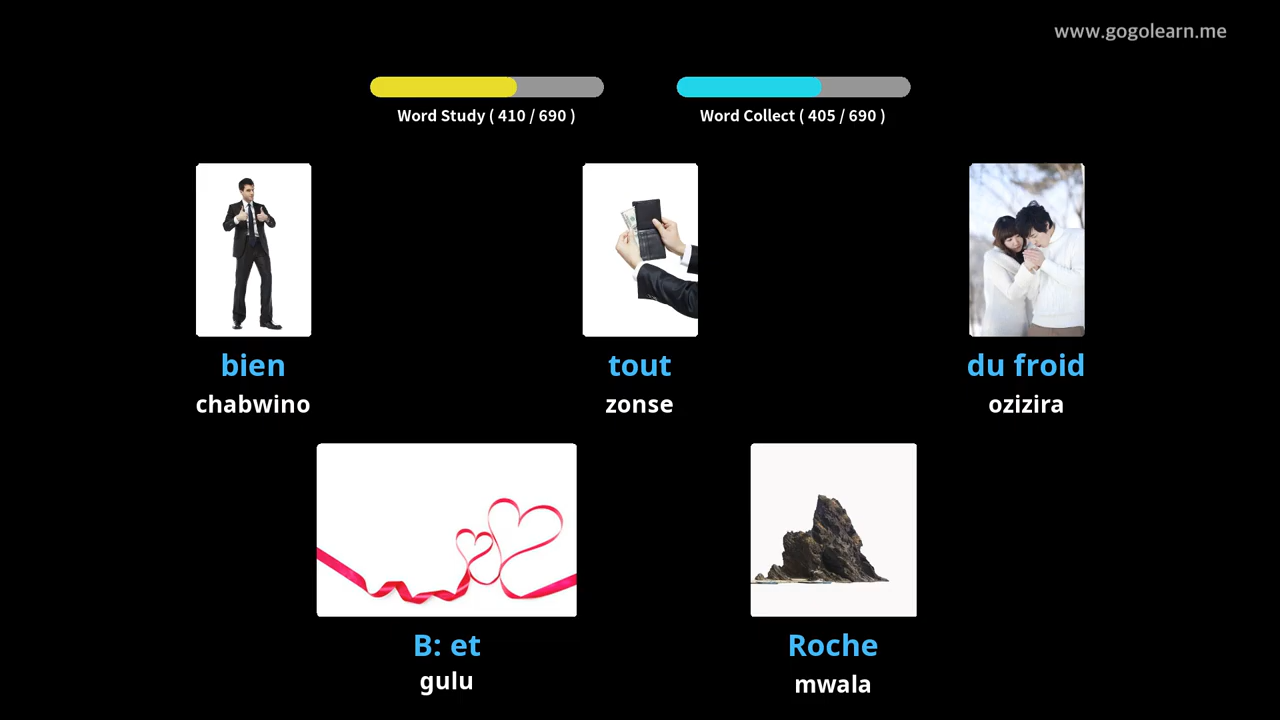 www.gogolearn.me
Word Study ( 410 / 690 )
Word Collect ( 405 / 690 )
bien
chabwino
tout
zonse
du froid
ozizira
B: et
gulu
Roche
mwala